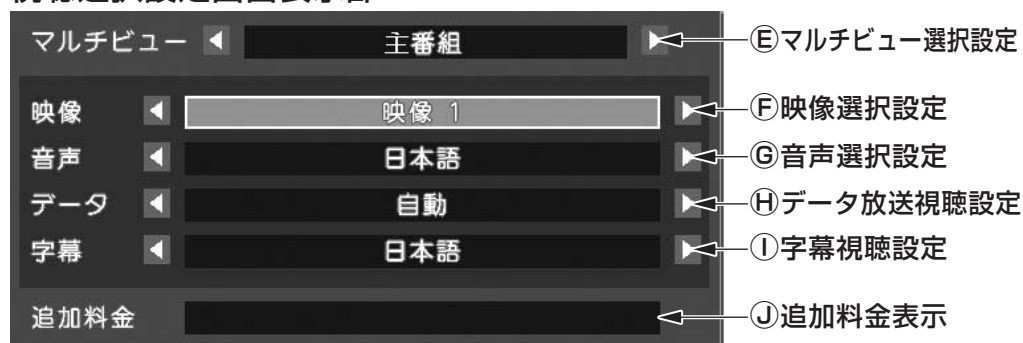 マルチビュー ◀ 主番組 ▶ Ⓔマルチビュー選択設定
映像 ◀ 映像 1 ▶ Ⓕ映像選択設定
音声 ◀ 日本語 ▶ Ⓖ音声選択設定
データ ◀ 自動 ▶ Ⓗデータ放送視聴設定
字幕 ◀ 日本語 ▶ Ⓘ字幕視聴設定
追加料金 Ⓙ追加料金表示